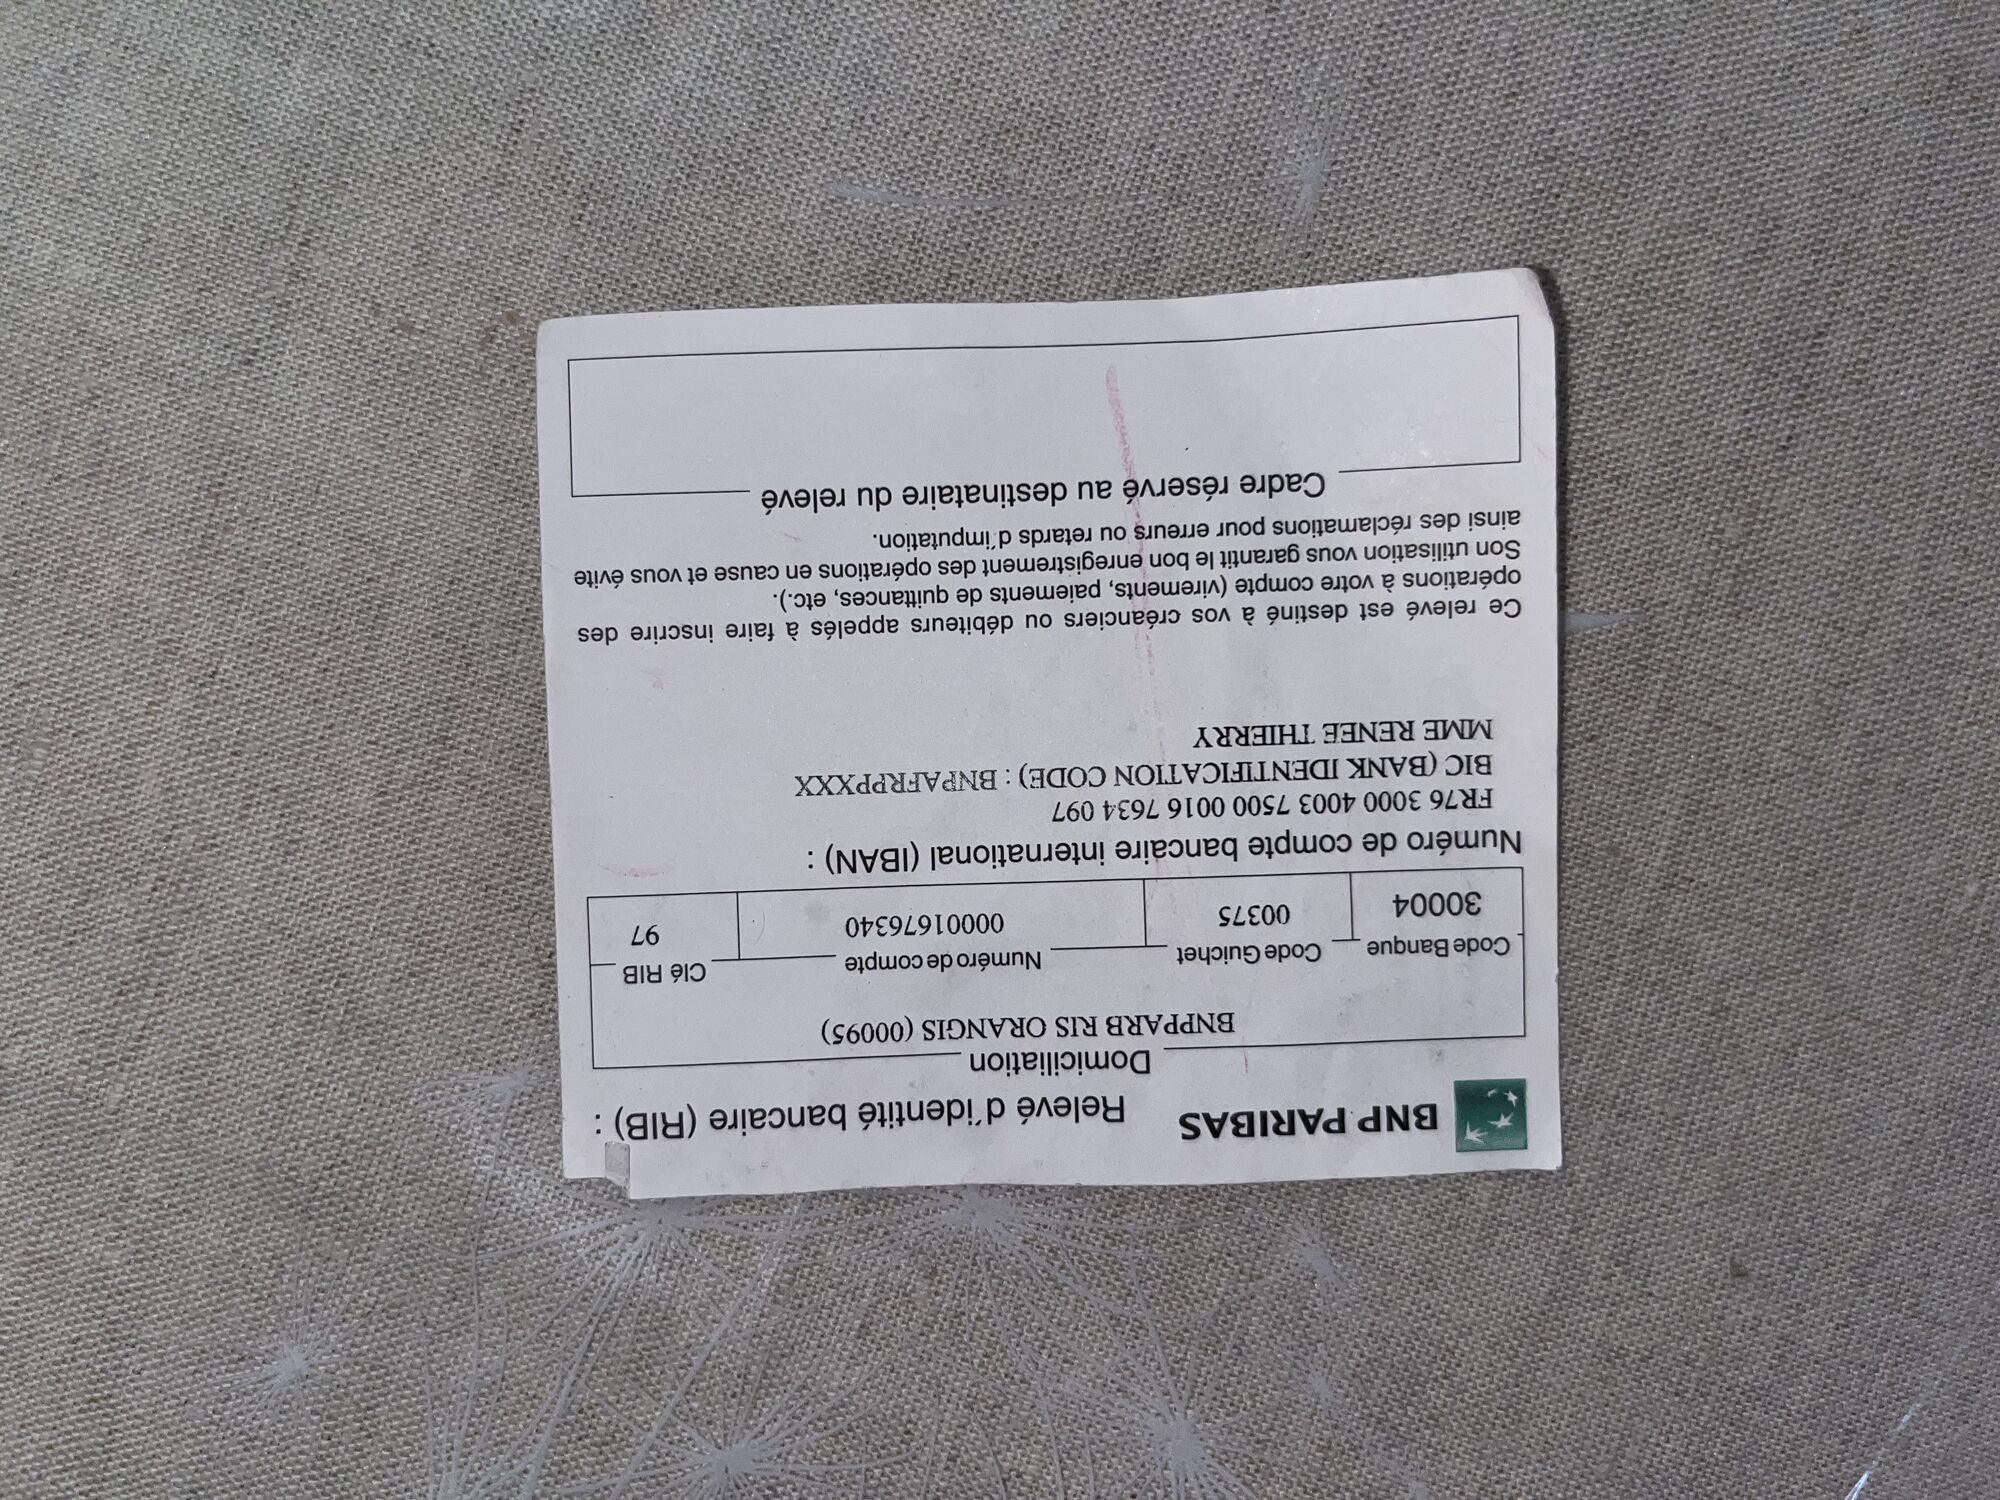 BNP PARIBAS Relevé d'identité bancaire (RIB) :
Domiciliation
BNPPARB RIS ORANGIS (00095)
Code Banque Code Guichet Numéro de compte Clé RIB
30004 00375 00001676340 97
Numéro de compte bancaire international (IBAN) :
FR76 3000 4003 7500 0016 7634 097
BIC (BANK IDENTIFICATION CODE) : BNPAFRPPXXX
MME RENEE THIERRY
Ce relevé est destiné à vos créanciers ou débiteurs appelés à faire inscrire des
opérations à votre compte (virements, paiements de quittances, etc.).
Son utilisation vous garantit le bon enregistrement des opérations en cause et vous évite
ainsi des réclamations pour erreurs ou retards d'imputation.
Cadre réservé au destinataire du relevé